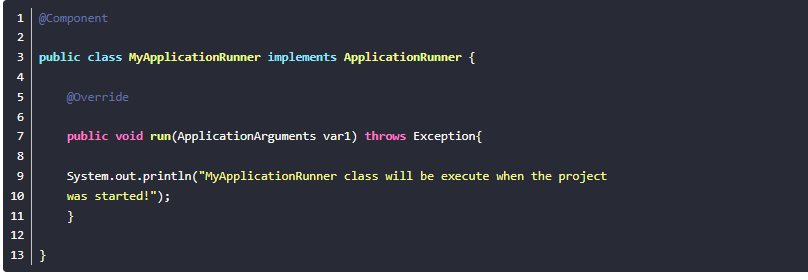 1 @Component
2
3 public class MyApplicationRunner implements ApplicationRunner {
4
5 @Override
6
7 public void run(ApplicationArguments var1) throws Exception{
8
9 System.out.println("MyApplicationRunner class will be execute when the project
10 was started!");
11 }
12
13 }